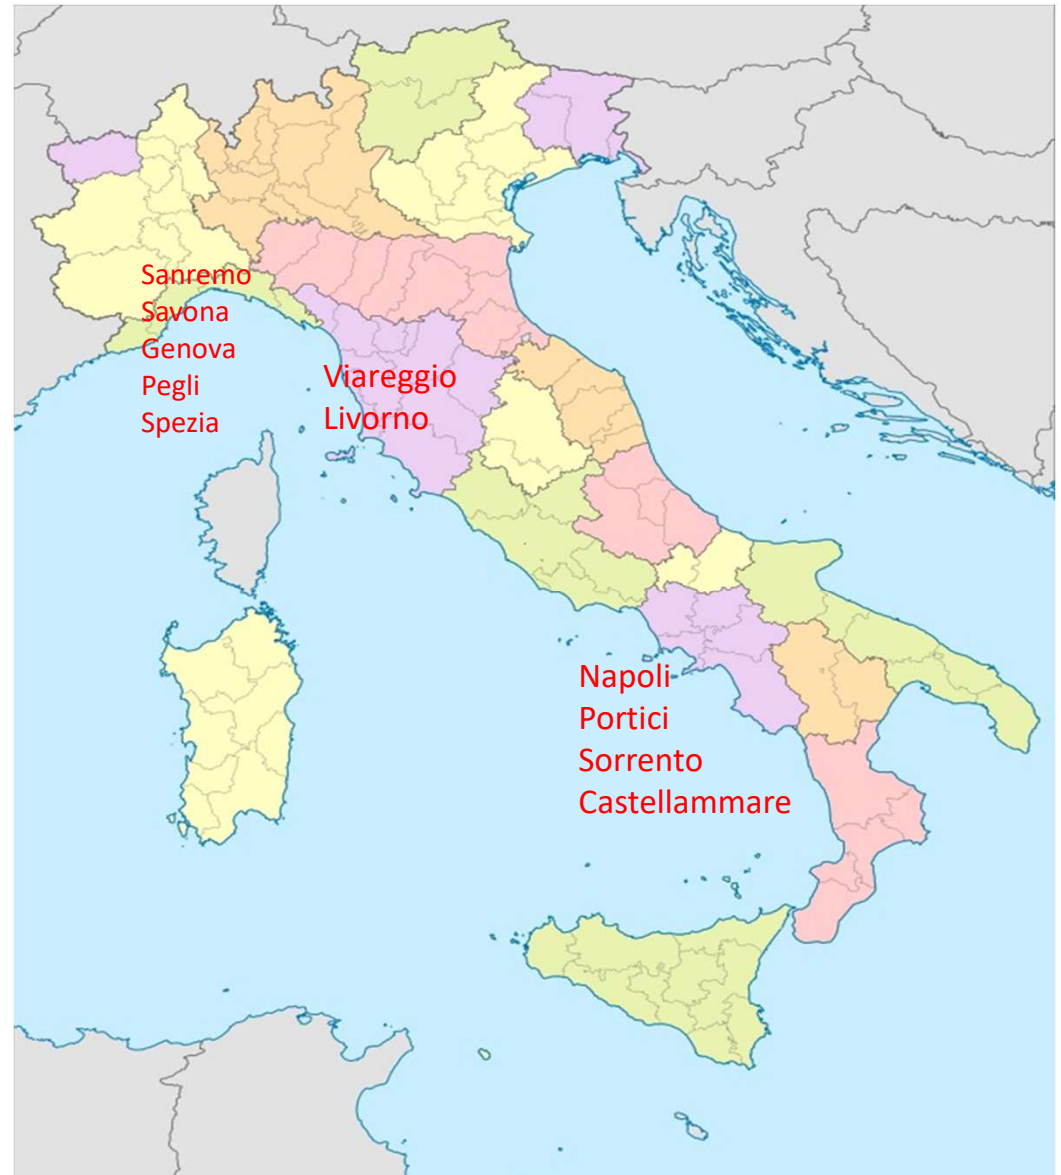 Sanremo
Savona
Genova
Pegli
Spezia
Viareggio
Livorno
Napoli
Portici
Sorrento
Castellammare